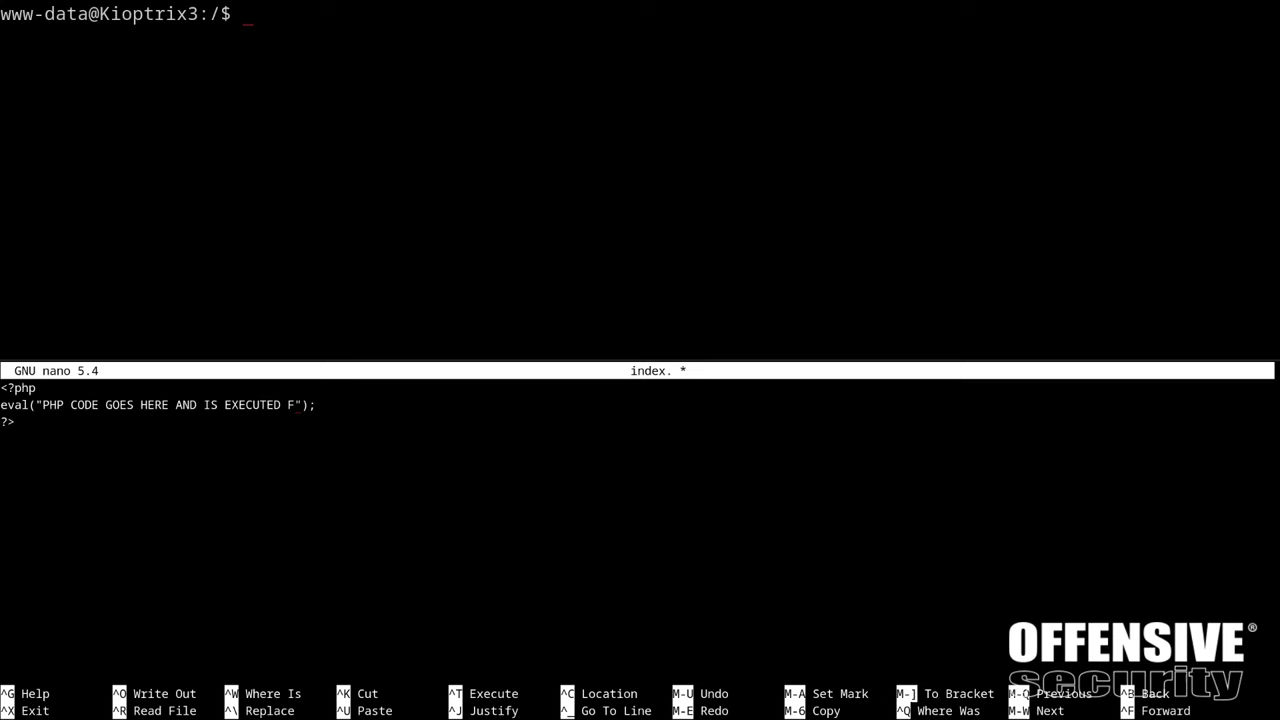 www-data@Kioptrix3:/$ _
GNU nano 5.4 index. *
<?php
eval("PHP CODE GOES HERE AND IS EXECUTED F");
?>
OFFENSIVE®
security
^G Help ^O Write Out ^W Where Is ^K Cut ^T Execute ^C Location M-U Undo M-A Set Mark M-] To Bracket M-Q Previous ^B Back
^X Exit ^R Read File ^\ Replace ^U Paste ^J Justify ^_ Go To Line M-E Redo M-6 Copy ^Q Where Was M-W Next ^F Forward